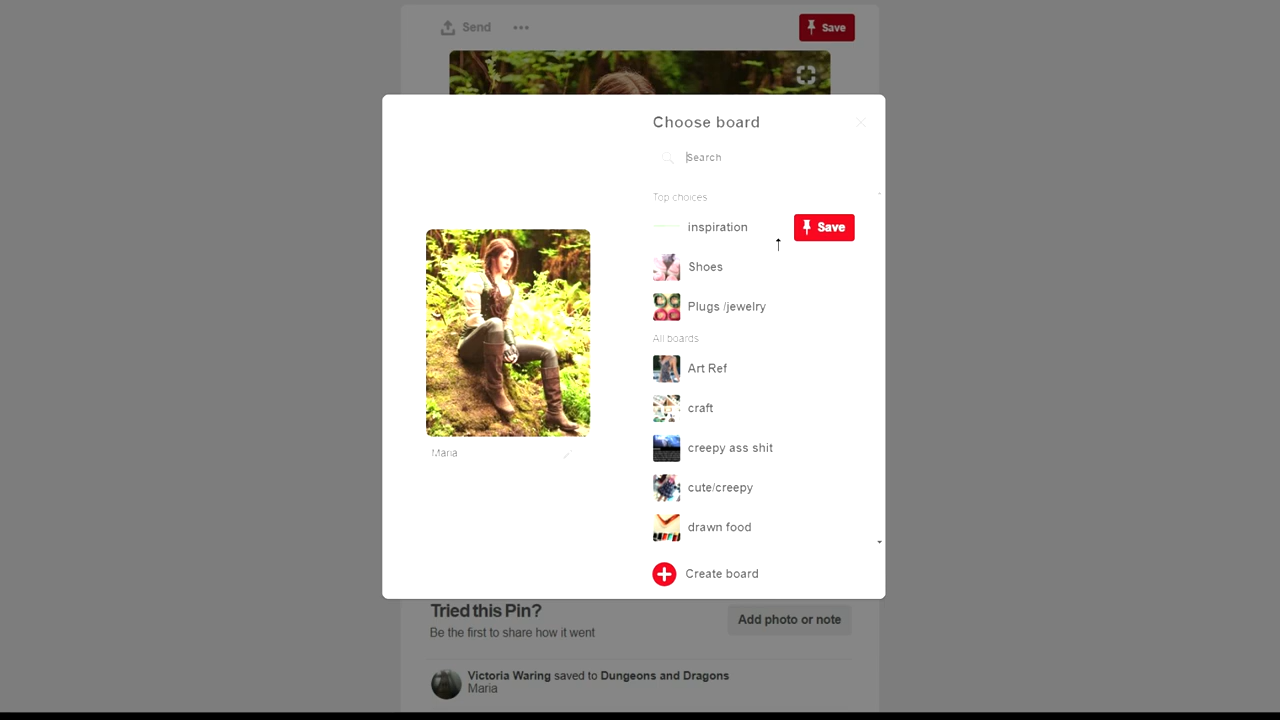 Send
Save
Choose board
Search
Top choices
inspiration
Save
Shoes
Plugs /jewelry
All boards
Art Ref
craft
creepy ass shit
cute/creepy
drawn food
Create board
Maria
Tried this Pin?
Be the first to share how it went
Add photo or note
Victoria Waring saved to Dungeons and Dragons
Maria